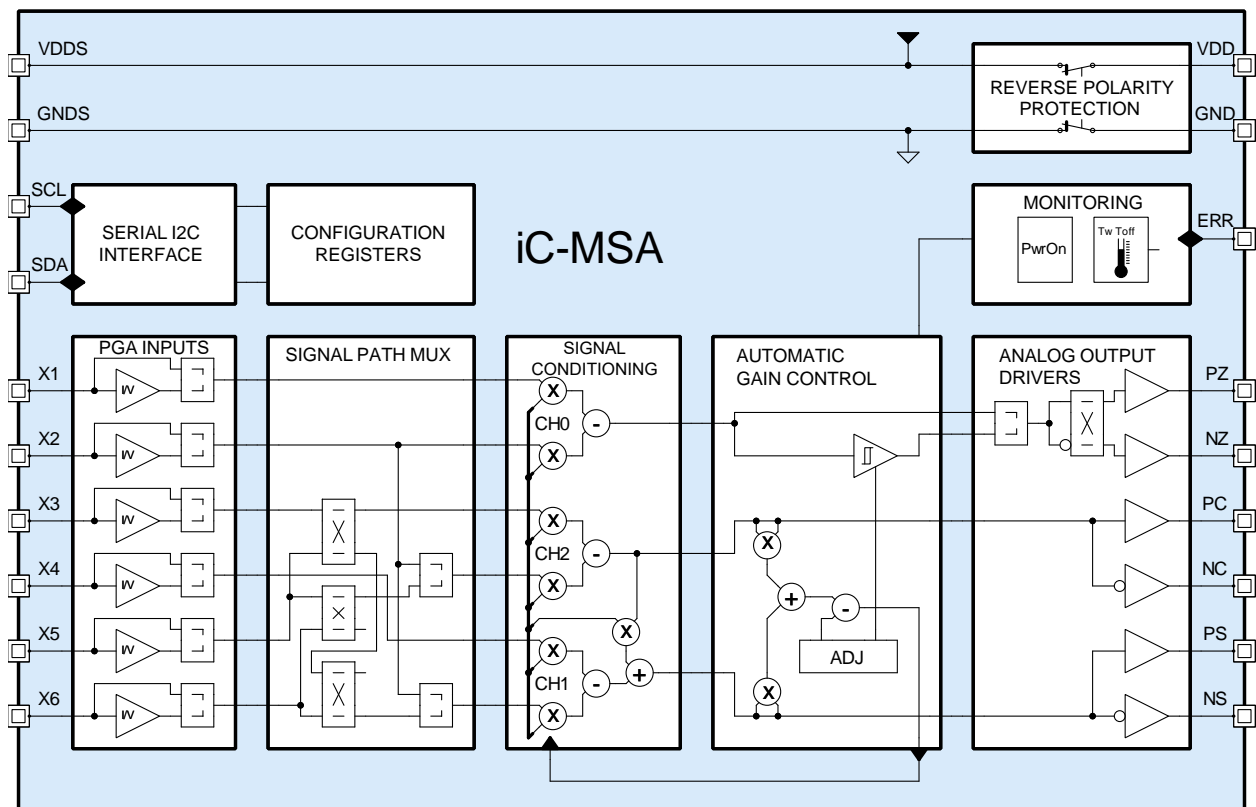 VDDS
VDD
REVERSE POLARITY
PROTECTION
GNDS
GND
SCL
SDA
SERIAL I2C
INTERFACE
CONFIGURATION
REGISTERS
iC-MSA
MONITORING
PwrOn
Tw Toff
ERR
PGA INPUTS
SIGNAL PATH MUX
SIGNAL
CONDITIONING
AUTOMATIC
GAIN CONTROL
ANALOG OUTPUT
DRIVERS
X1
X2
X3
X4
X5
X6
X
X
X
X
CH0
-
X
X
CH2
-
X
X
X
CH1
-
+
X
X
+
-
ADJ
X
PZ
NZ
PC
NC
PS
NS